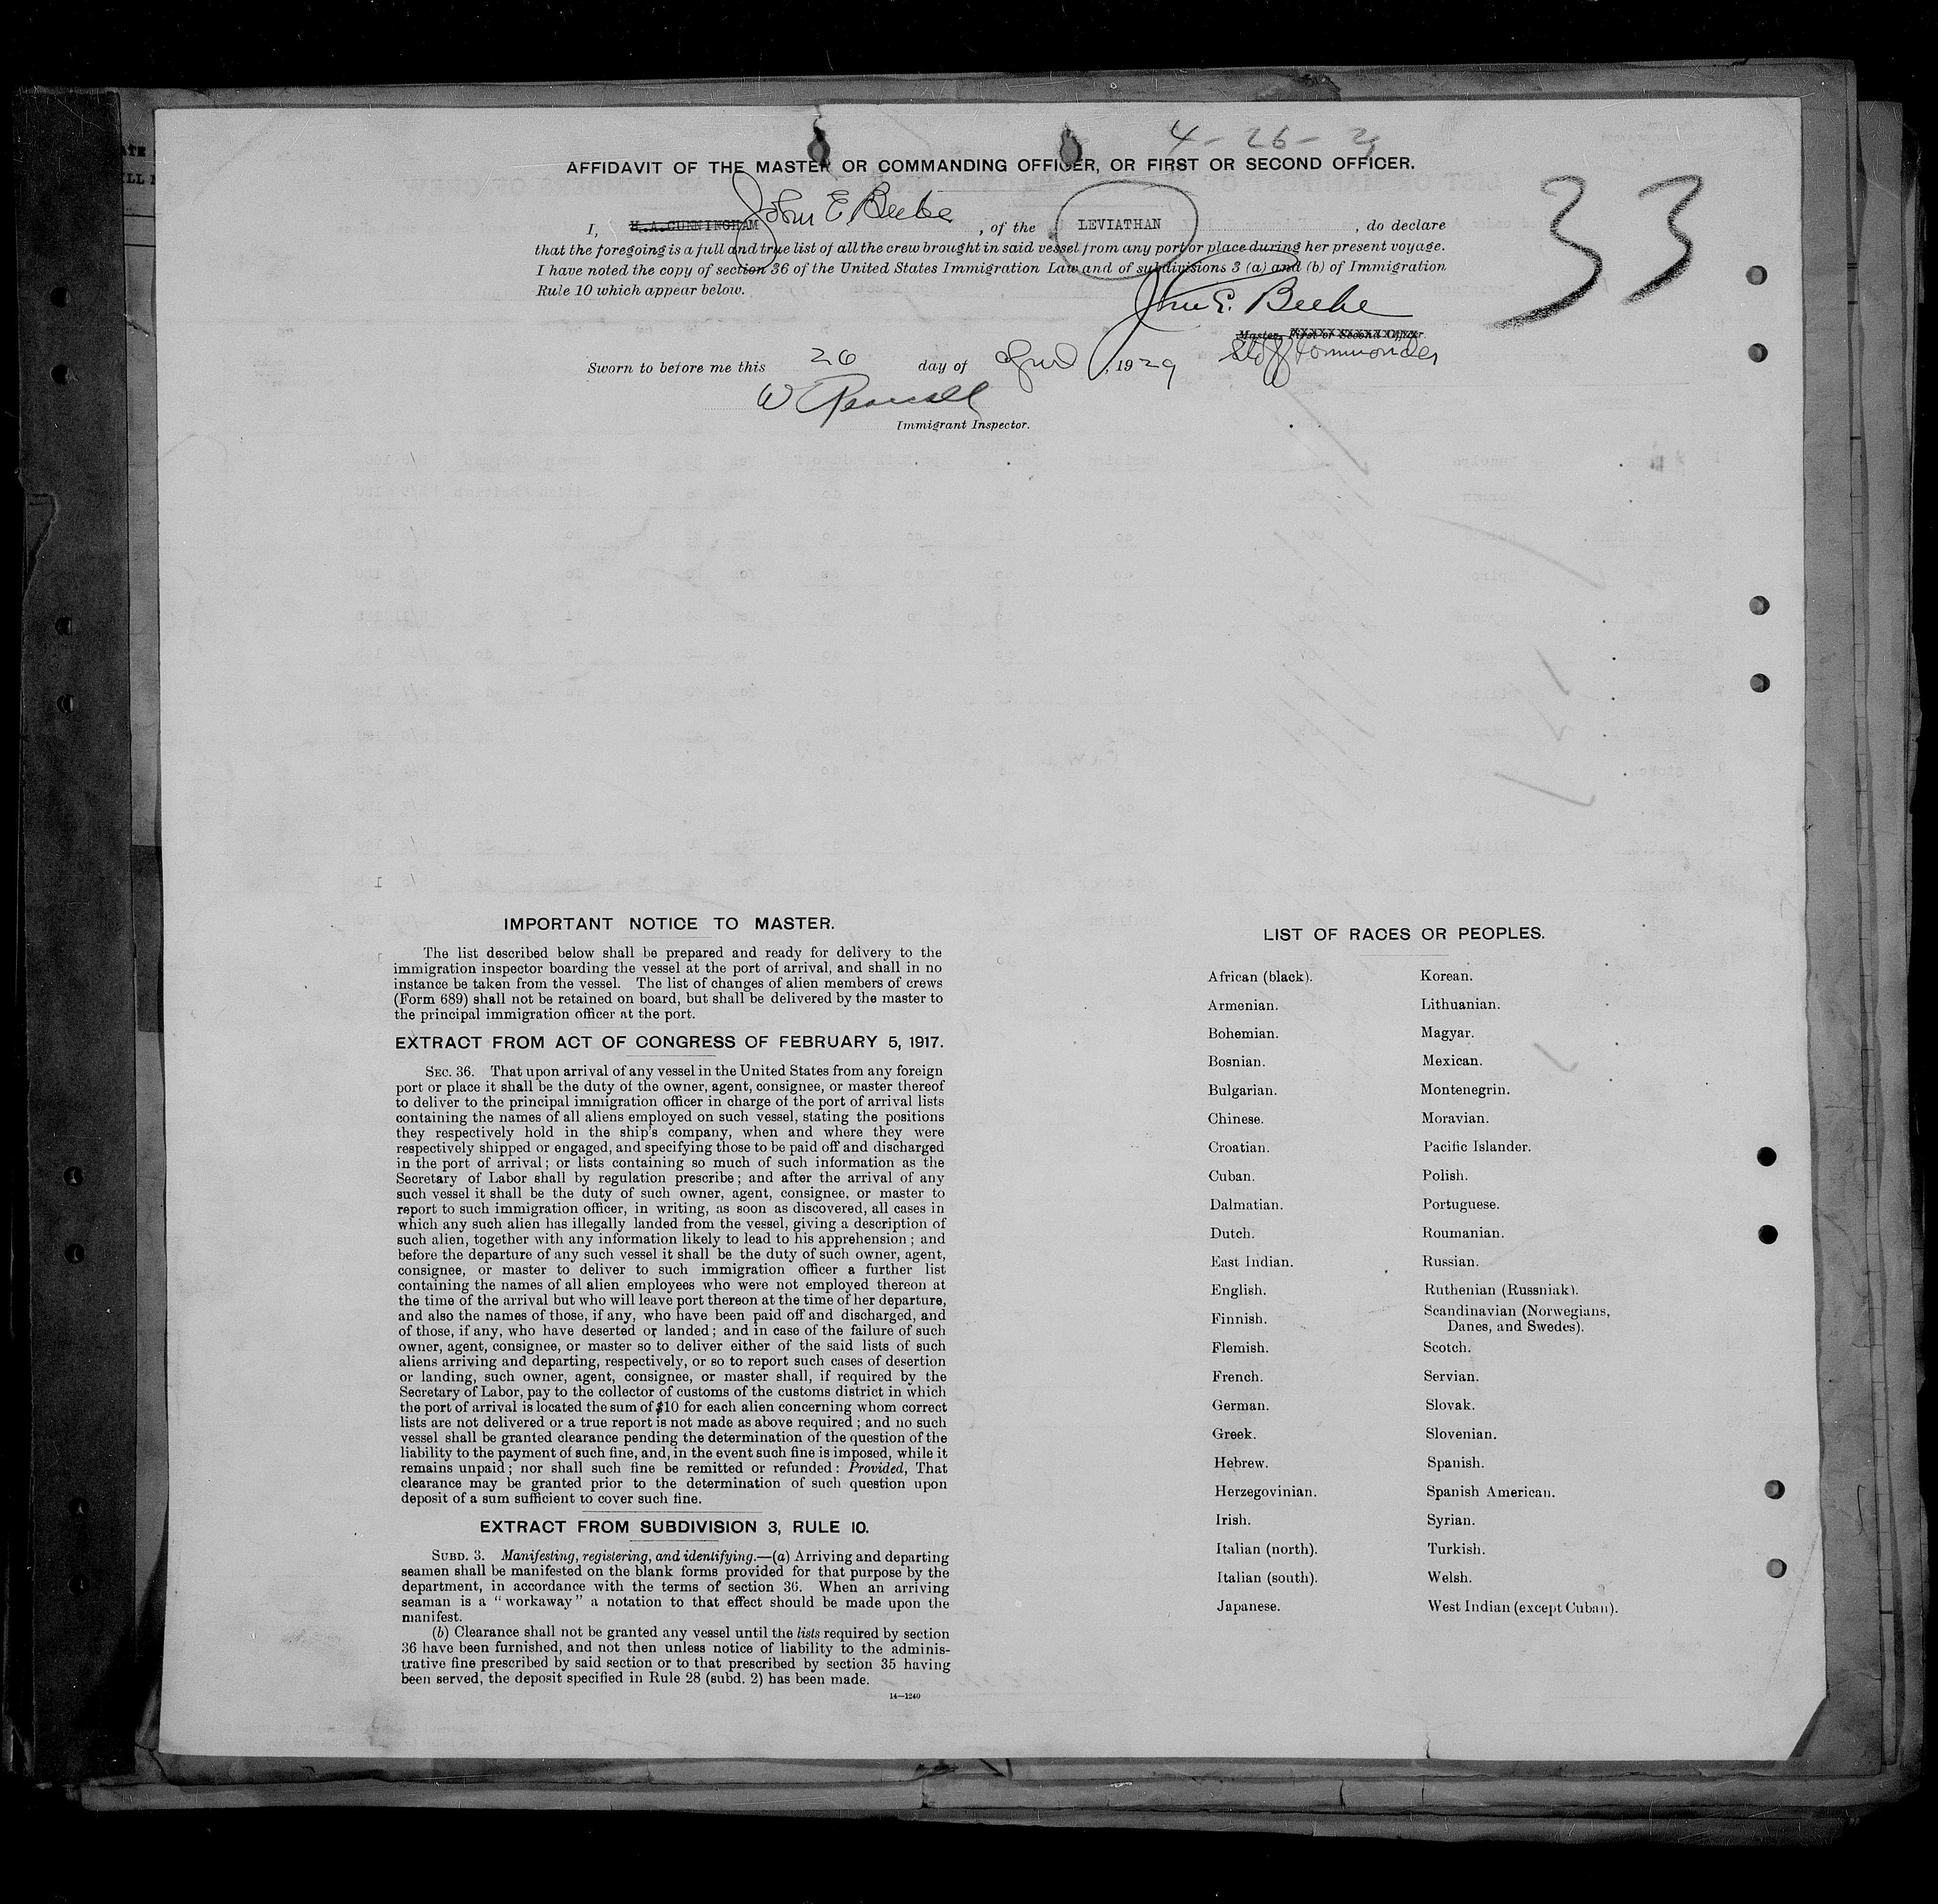 4-26-29
AFFIDAVIT OF THE MASTER OR COMMANDING OFFICER, OR FIRST OR SECOND OFFICER.
33
John E Beebe
I, H.A.CUNNINGHAM, of the LEVIATHAN, do declare
that the foregoing is a full and true list of all the crew brought in said vessel from any port or place during her present voyage.
I have noted the copy of section 36 of the United States Immigration Law and of subdivisions 3 (a) and (b) of Immigration
Rule 10 which appear below.
John E. Beebe
Master, First or Second Officer.
Staff Commander
Sworn to before me this 26 day of April, 1929
W
Immigrant Inspector.
IMPORTANT NOTICE TO MASTER.
The list described below shall be prepared and ready for delivery to the
immigration inspector boarding the vessel at the port of arrival, and shall in no
instance be taken from the vessel. The list of changes of alien members of crews
(Form 689) shall not be retained on board, but shall be delivered by the master to
the principal immigration officer at the port.
EXTRACT FROM ACT OF CONGRESS OF FEBRUARY 5, 1917.
SEC. 36. That upon arrival of any vessel in the United States from any foreign
port or place it shall be the duty of the owner, agent, consignee, or master thereof
to deliver to the principal immigration officer in charge of the port of arrival lists
containing the names of all aliens employed on such vessel, stating the positions
they respectively hold in the ship's company, when and where they were
respectively shipped or engaged, and specifying those to be paid off and discharged
in the port of arrival; or lists containing so much of such information as the
Secretary of Labor shall by regulation prescribe; and after the arrival of any
such vessel it shall be the duty of such owner, agent, consignee, or master to
report to such immigration officer, in writing, as soon as discovered, all cases in
which any such alien has illegally landed from the vessel, giving a description of
such alien, together with any information likely to lead to his apprehension; and
before the departure of any such vessel it shall be the duty of such owner, agent,
consignee, or master to deliver to such immigration officer a further list
containing the names of all alien employees who were not employed thereon at
the time of the arrival but who will leave port thereon at the time of her departure,
and also the names of those, if any, who have been paid off and discharged, and
of those, if any, who have deserted or landed; and in case of the failure of such
owner, agent, consignee, or master so to deliver either of the said lists of such
aliens arriving and departing, respectively, or so to report such cases of desertion
or landing, such owner, agent, consignee, or master shall, if required by the
Secretary of Labor, pay to the collector of customs of the customs district in which
the port of arrival is located the sum of $10 for each alien concerning whom correct
lists are not delivered or a true report is not made as above required; and no such
vessel shall be granted clearance pending the determination of the question of the
liability to the payment of such fine, and, in the event such fine is imposed, while it
remains unpaid; nor shall such fine be remitted or refunded: Provided, That
clearance may be granted prior to the determination of such question upon
deposit of a sum sufficient to cover such fine.
EXTRACT FROM SUBDIVISION 3, RULE 10.
SUBD. 3. Manifesting, registering, and identifying.—(a) Arriving and departing
seamen shall be manifested on the blank forms provided for that purpose by the
department, in accordance with the terms of section 36. When an arriving
seaman is a "workaway" a notation to that effect should be made upon the
manifest.
(b) Clearance shall not be granted any vessel until the lists required by section
36 have been furnished, and not then unless notice of liability to the adminis-
trative fine prescribed by said section or to that prescribed by section 35 having
been served, the deposit specified in Rule 28 (subd. 2) has been made.
14—1240
LIST OF RACES OR PEOPLES.
African (black).
Armenian.
Bohemian.
Bosnian.
Bulgarian.
Chinese.
Croatian.
Cuban.
Dalmatian.
Dutch.
East Indian.
English.
Finnish.
Flemish.
French.
German.
Greek.
Hebrew.
Herzegovinian.
Irish.
Italian (north).
Italian (south).
Japanese.
Korean.
Lithuanian.
Magyar.
Mexican.
Montenegrin.
Moravian.
Pacific Islander.
Polish.
Portuguese.
Roumanian.
Russian.
Ruthenian (Russniak).
Scandinavian (Norwegians,
Danes, and Swedes).
Scotch.
Servian.
Slovak.
Slovenian.
Spanish.
Spanish American.
Syrian.
Turkish.
Welsh.
West Indian (except Cuban).